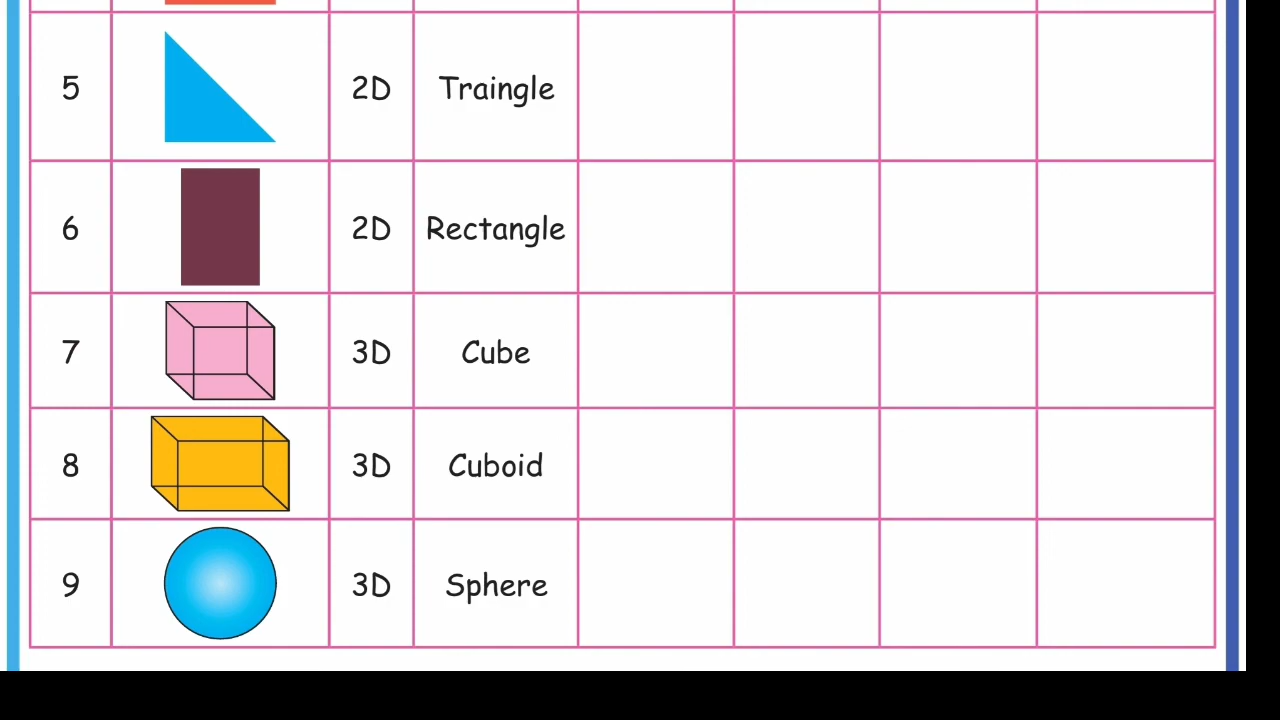 5 2D Traingle
6 2D Rectangle
7 3D Cube
8 3D Cuboid
9 3D Sphere